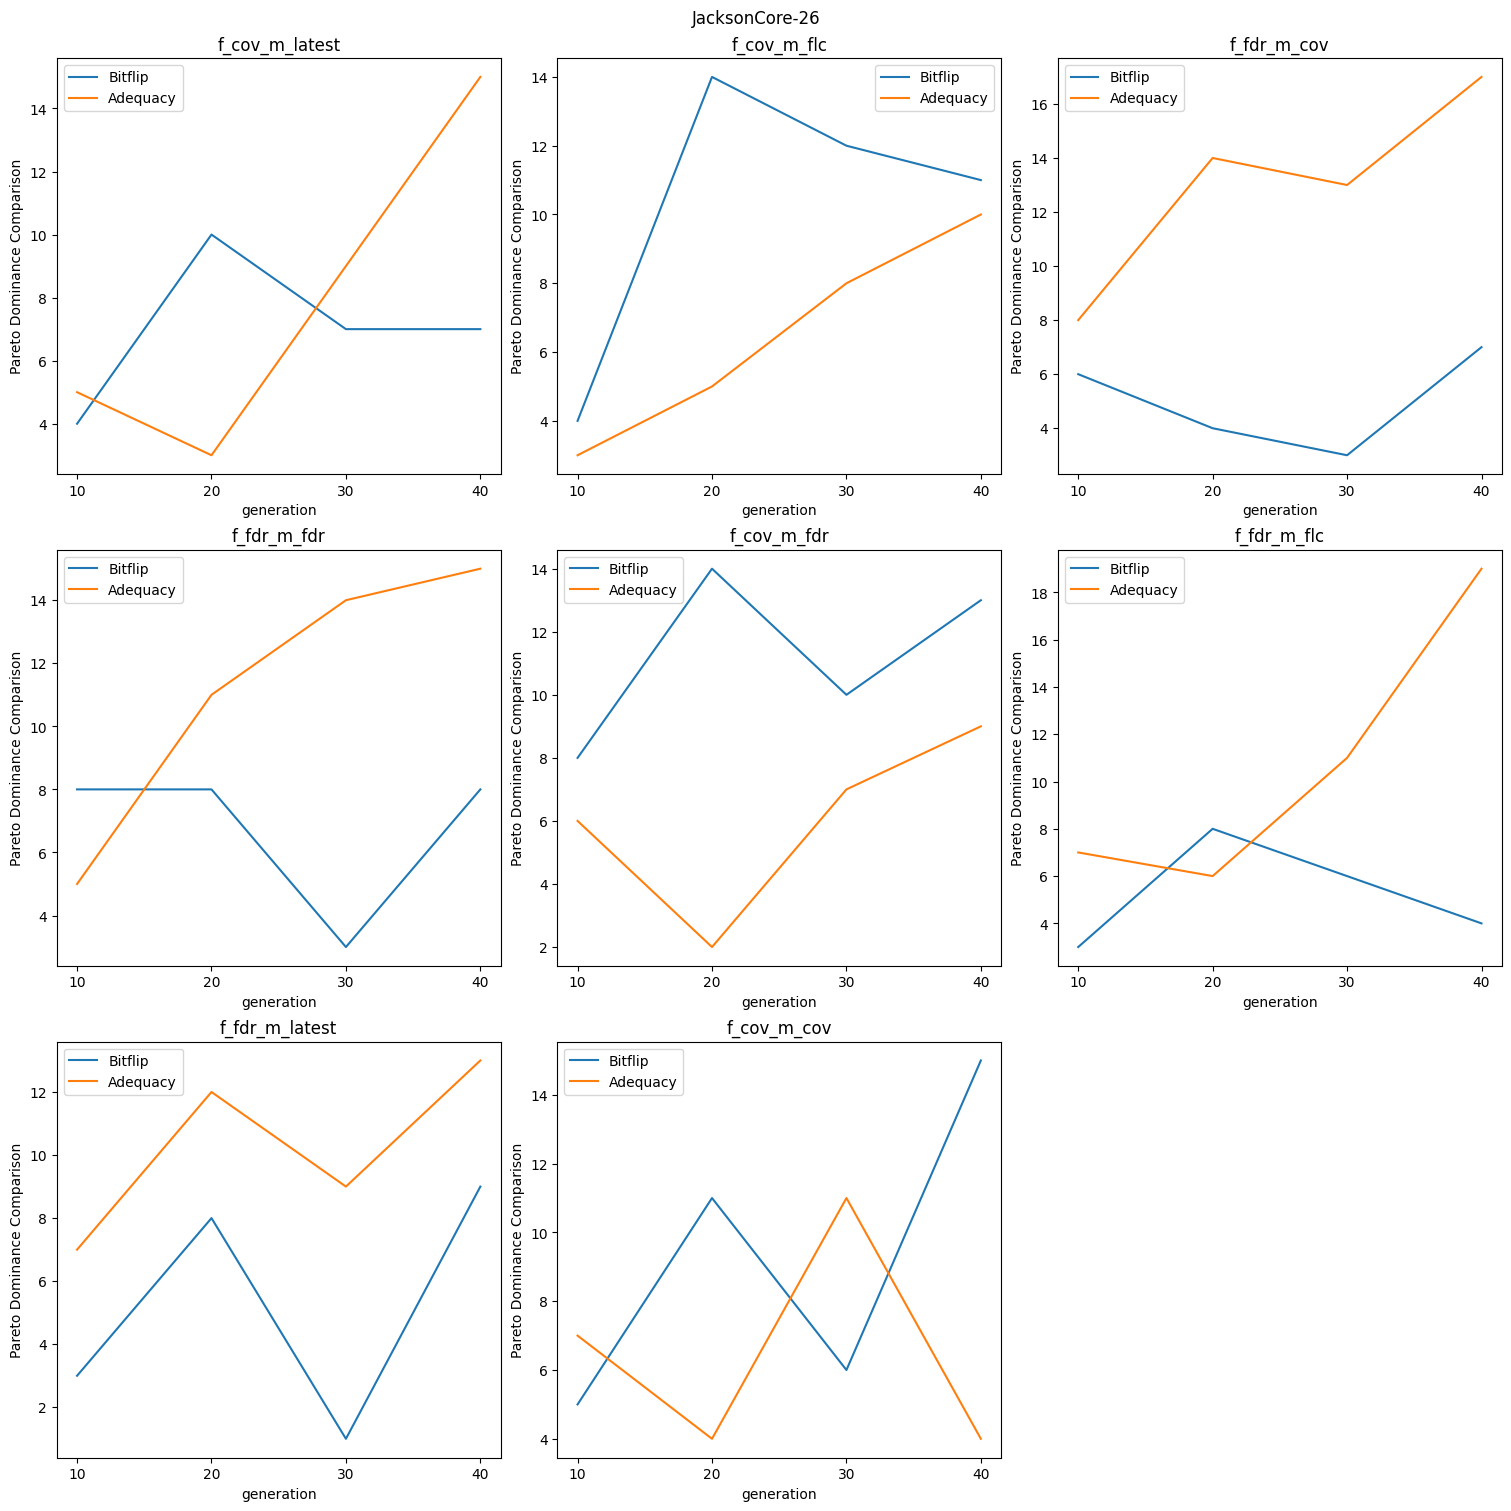 JacksonCore-26
f_cov_m_latest
Bitflip
Adequacy
Pareto Dominance Comparison
14
12
10
8
6
4
10 20 30 40
generation
f_cov_m_flc
Bitflip
Adequacy
Pareto Dominance Comparison
14
12
10
8
6
4
10 20 30 40
generation
f_fdr_m_cov
Bitflip
Adequacy
Pareto Dominance Comparison
16
14
12
10
8
6
4
10 20 30 40
generation
f_fdr_m_fdr
Bitflip
Adequacy
Pareto Dominance Comparison
14
12
10
8
6
4
10 20 30 40
generation
f_cov_m_fdr
Bitflip
Adequacy
Pareto Dominance Comparison
14
12
10
8
6
4
2
10 20 30 40
generation
f_fdr_m_flc
Bitflip
Adequacy
Pareto Dominance Comparison
18
16
14
12
10
8
6
4
10 20 30 40
generation
f_fdr_m_latest
Bitflip
Adequacy
Pareto Dominance Comparison
12
10
8
6
4
2
10 20 30 40
generation
f_cov_m_cov
Bitflip
Adequacy
Pareto Dominance Comparison
14
12
10
8
6
4
10 20 30 40
generation